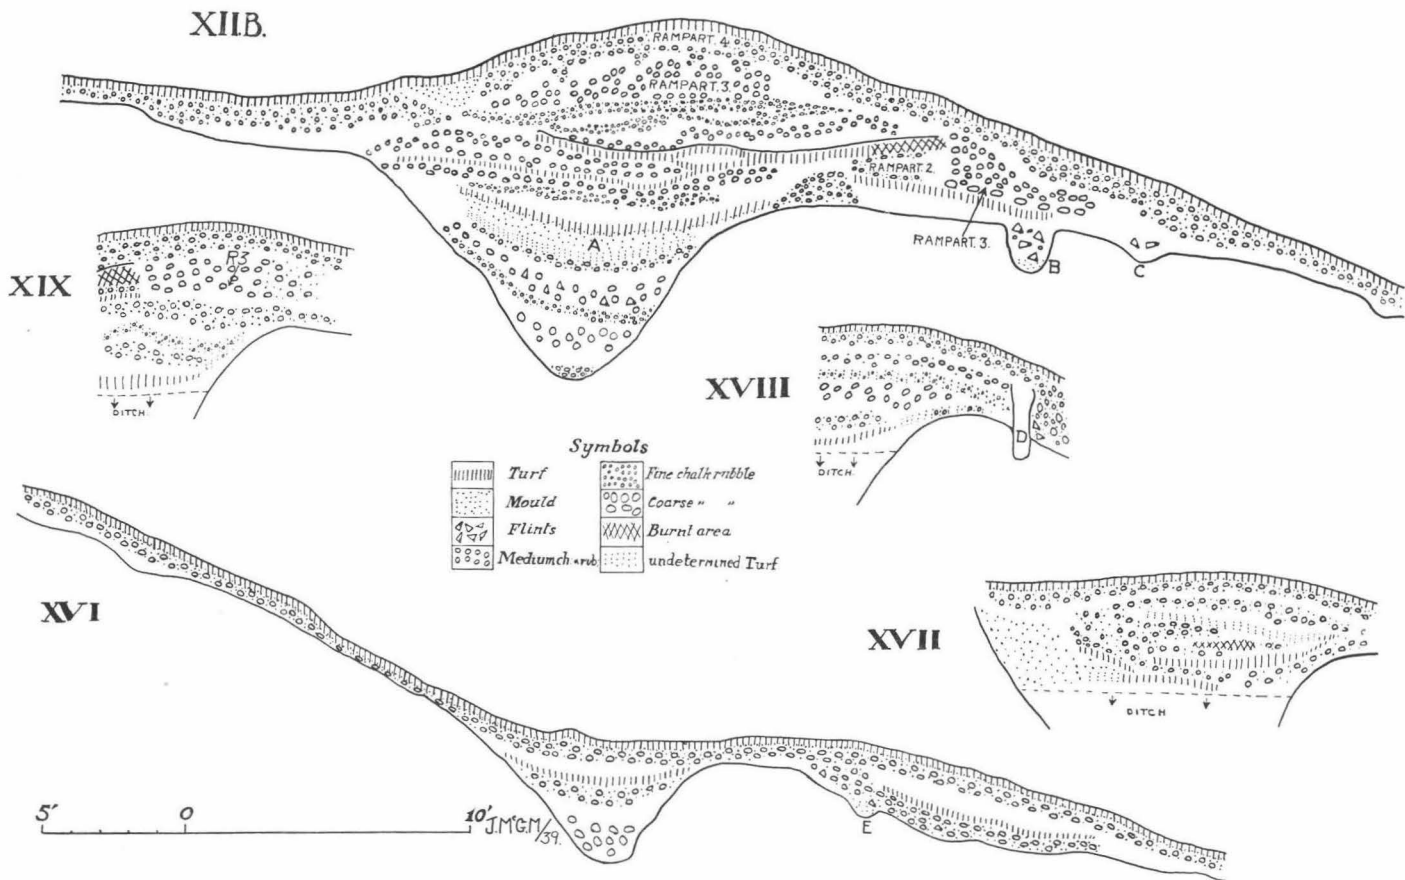 XII.B.
RAMPART. 4.
RAMPART. 3.
RAMPART 2.
A
RAMPART. 3.
B
C
XIX
R3
DITCH
XVIII
D
DITCH
Symbols
Turf
Fine chalk rubble
Mould
Coarse " "
Flints
Burnt area
Medium ch. rub.
undetermined Turf
XVI
XVII
DITCH
E
5' 0 10'
J.McG.M/39.